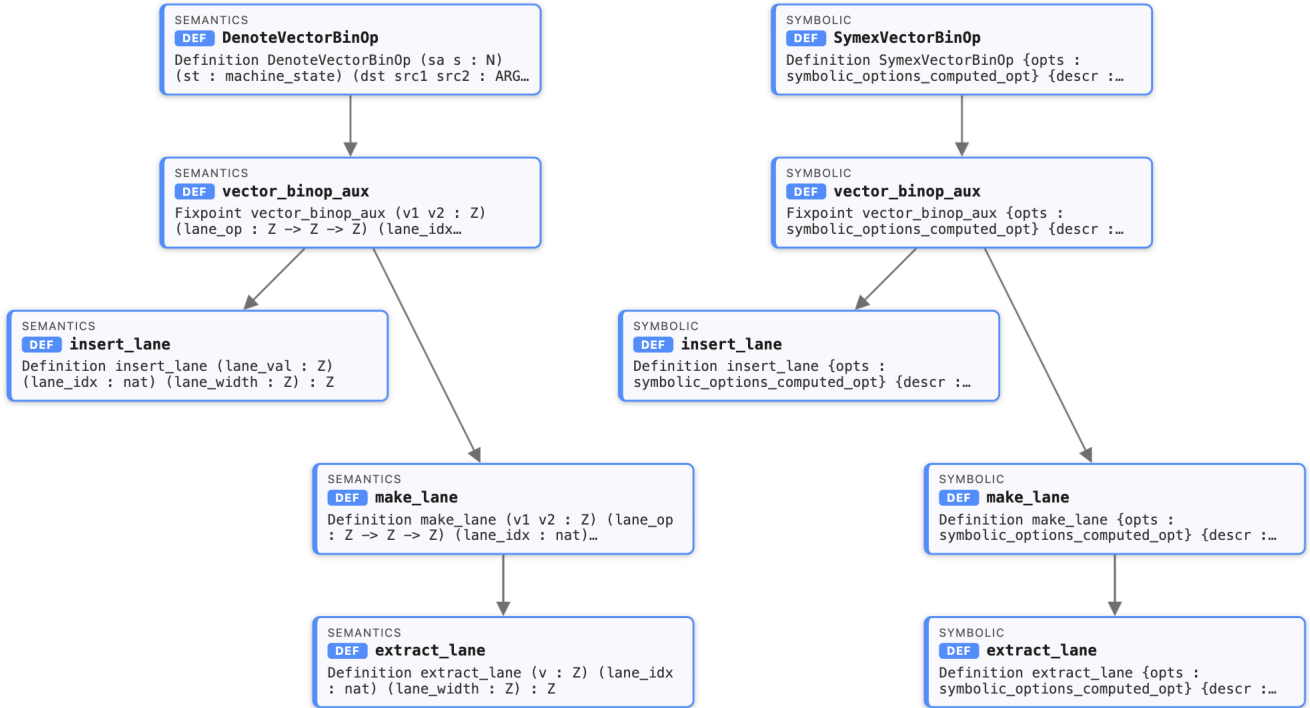 SEMANTICS
DEF DenoteVectorBinOp
Definition DenoteVectorBinOp (sa s : N)
(st : machine_state) (dst src1 src2 : ARG…
SYMBOLIC
DEF SymexVectorBinOp
Definition SymexVectorBinOp {opts :
symbolic_options_computed_opt} {descr :…
SEMANTICS
DEF vector_binop_aux
Fixpoint vector_binop_aux (v1 v2 : Z)
(lane_op : Z -> Z -> Z) (lane_idx…
SYMBOLIC
DEF vector_binop_aux
Fixpoint vector_binop_aux {opts :
symbolic_options_computed_opt} {descr :…
SEMANTICS
DEF insert_lane
Definition insert_lane (lane_val : Z)
(lane_idx : nat) (lane_width : Z) : Z
SYMBOLIC
DEF insert_lane
Definition insert_lane {opts :
symbolic_options_computed_opt} {descr :…
SEMANTICS
DEF make_lane
Definition make_lane (v1 v2 : Z) (lane_op
: Z -> Z -> Z) (lane_idx : nat)…
SYMBOLIC
DEF make_lane
Definition make_lane {opts :
symbolic_options_computed_opt} {descr :…
SEMANTICS
DEF extract_lane
Definition extract_lane (v : Z) (lane_idx
: nat) (lane_width : Z) : Z
SYMBOLIC
DEF extract_lane
Definition extract_lane {opts :
symbolic_options_computed_opt} {descr :…